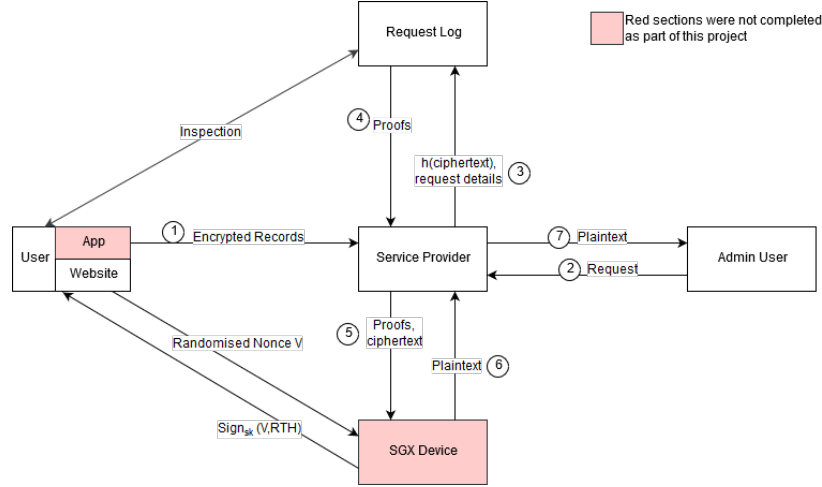 Request Log
Red sections were not completed
as part of this project
Inspection
4 Proofs
h(ciphertext),
request details
3
User
App
Website
1 Encrypted Records
Service Provider
7 Plaintext
2 Request
Admin User
Randomised Nonce V
5 Proofs,
ciphertext
Plaintext 6
Signsk (V,RTH)
SGX Device